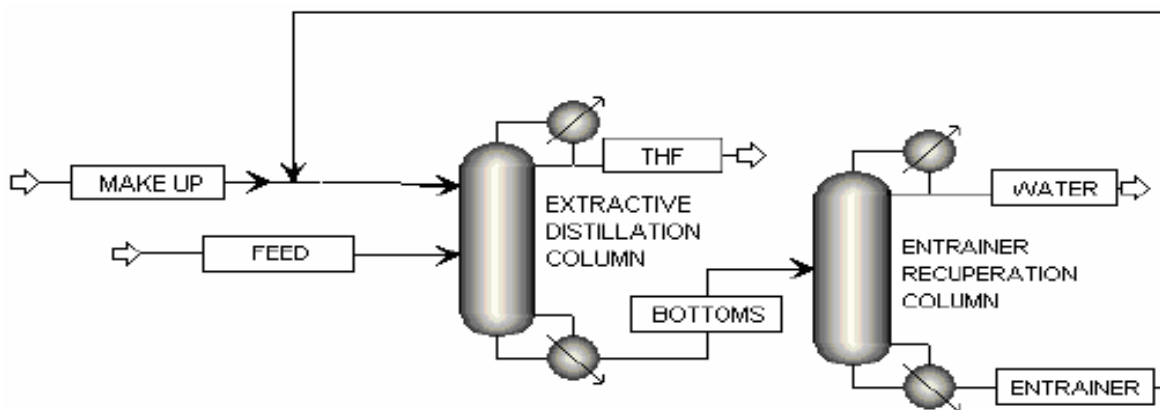 THF
MAKE UP
WATER
EXTRACTIVE
DISTILLATION
COLUMN
FEED
ENTRAINER
RECUPERATION
COLUMN
BOTTOMS
ENTRAINER